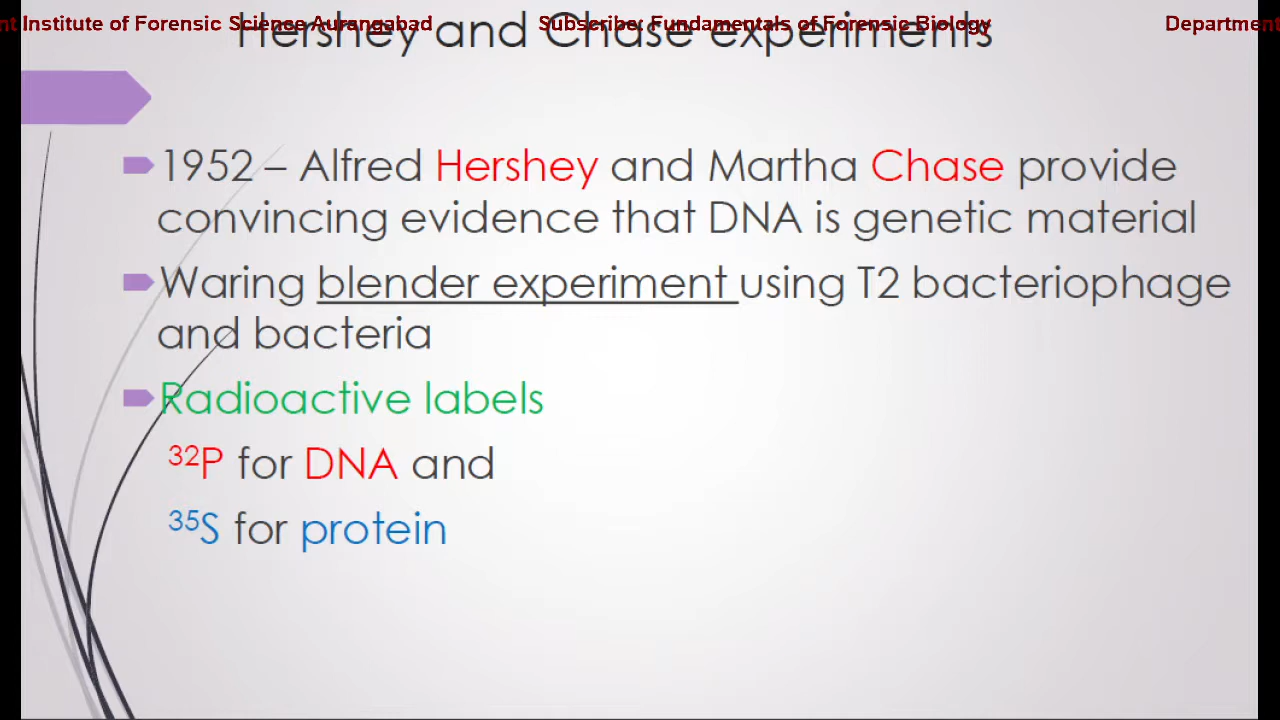 nt Institute of Forensic Science Aurangabad Subscribe: Fundamentals of Forensic Biology Department
Hershey and Chase experiments
1952 – Alfred Hershey and Martha Chase provide
convincing evidence that DNA is genetic material
Waring blender experiment using T2 bacteriophage
and bacteria
Radioactive labels
³²P for DNA and
³⁵S for protein